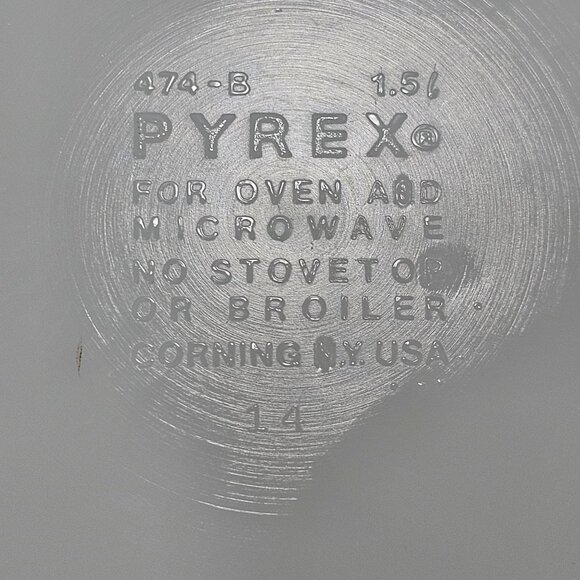 474-B 1.5ℓ
PYREX®
FOR OVEN AND
MICROWAVE
NO STOVETOP
OR BROILER
CORNING N.Y. USA
14